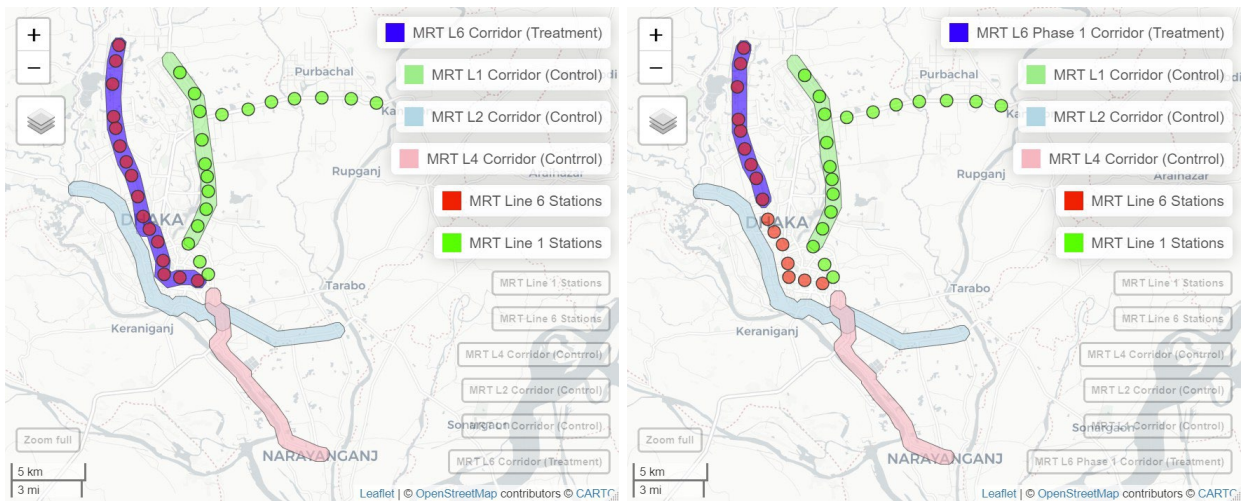 +
−
MRT L6 Corridor (Treatment)
MRT L1 Corridor (Control)
MRT L2 Corridor (Control)
MRT L4 Corridor (Contrrol)
MRT Line 6 Stations
MRT Line 1 Stations
Purbachal
Rupganj
DHAKA
Tarabo
Keraniganj
NARAYANGANJ
MRT Line 1 Stations
MRT Line 6 Stations
MRT L4 Corridor (Contrrol)
MRT L2 Corridor (Control)
MRT L1 Corridor (Control)
MRT L6 Corridor (Treatment)
Zoom full
5 km
3 mi
Leaflet | © OpenStreetMap contributors © CARTO
+
−
MRT L6 Phase 1 Corridor (Treatment)
MRT L1 Corridor (Control)
MRT L2 Corridor (Control)
MRT L4 Corridor (Contrrol)
MRT Line 6 Stations
MRT Line 1 Stations
Purbachal
Rupganj
Araihazar
DHAKA
Tarabo
Keraniganj
NARAYANGANJ
MRT Line 1 Stations
MRT Line 6 Stations
MRT L4 Corridor (Contrrol)
MRT L2 Corridor (Control)
MRT L6 Phase 1 Corridor (Treatment)
Zoom full
5 km
3 mi
Leaflet | © OpenStreetMap contributors © CARTO